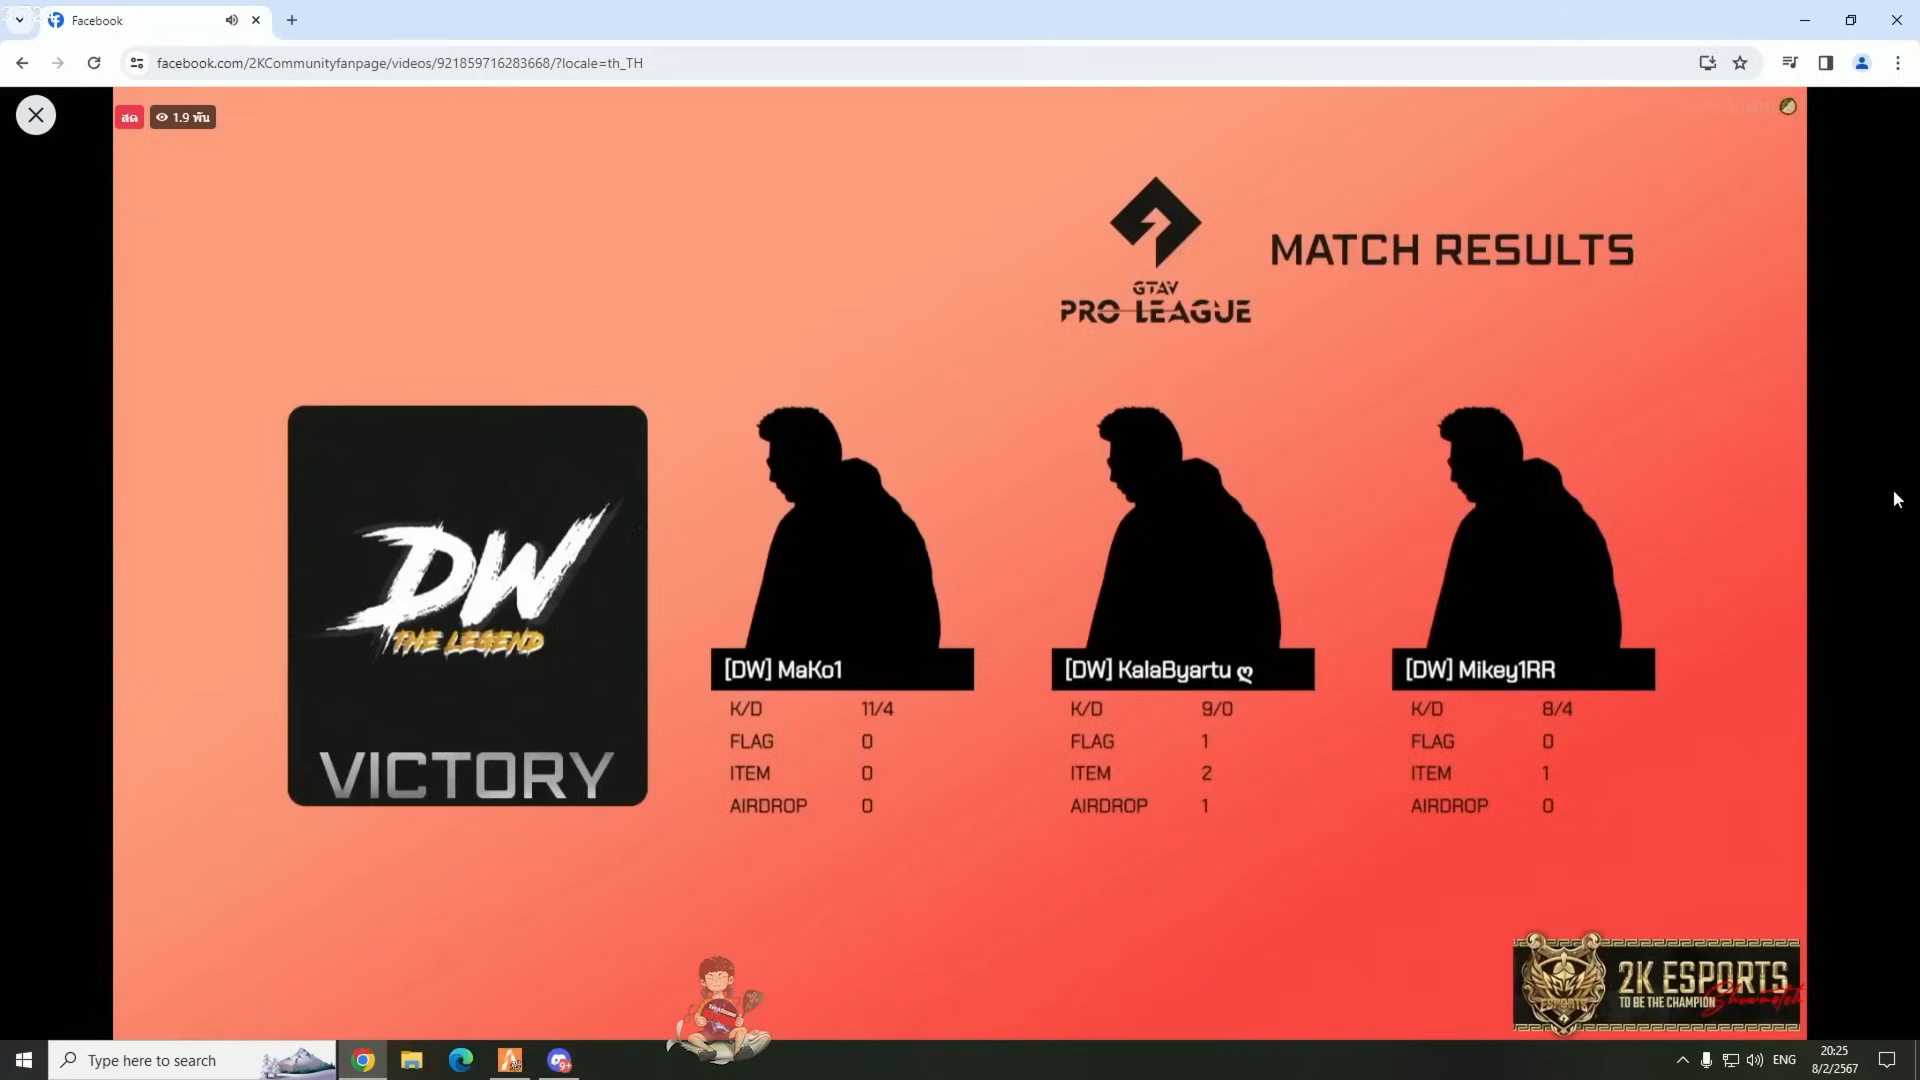 Facebook
facebook.com/2KCommunityfanpage/videos/921859716283668/?locale=th_TH
สด
1.9 พัน
GTAV
PRO LEAGUE
MATCH RESULTS
DW
THE LEGEND
VICTORY
[DW] MaKo1
K/D 11/4
FLAG 0
ITEM 0
AIRDROP 0
[DW] KalaByartu ღ
K/D 9/0
FLAG 1
ITEM 2
AIRDROP 1
[DW] Mikey1RR
K/D 8/4
FLAG 0
ITEM 1
AIRDROP 0
ESPORTS
2K ESPORTS
TO BE THE CHAMPION
Showmatch
Type here to search
9+
ENG
20:25
8/2/2567